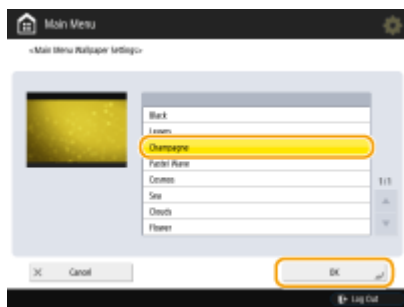 Main Menu
<Main Menu Wallpaper Settings>
Black
Leaves
Champagne
Pastel Wave
Cosmos
Sea
Clouds
Flower
1/1
Cancel
OK
Log Out